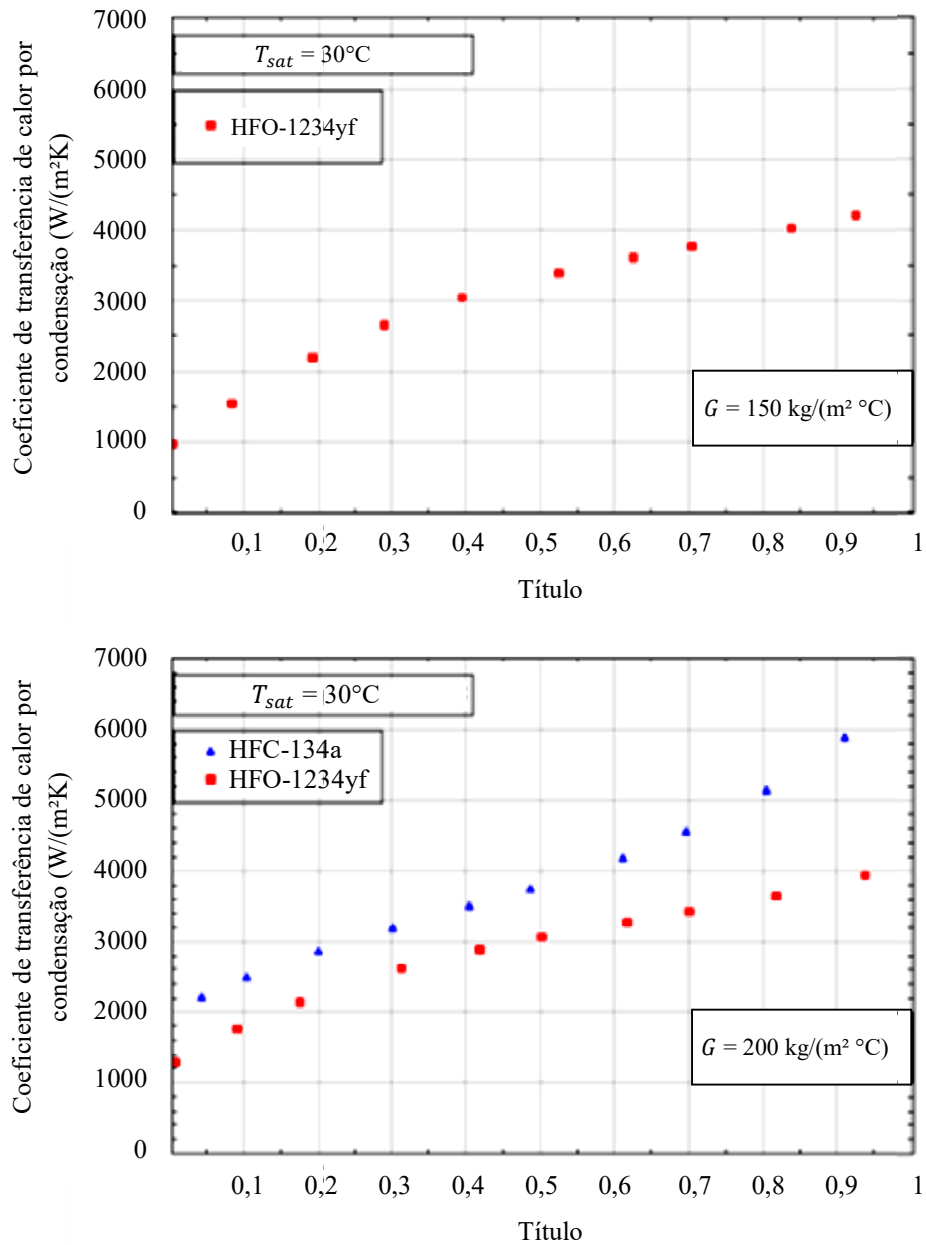 Coeficiente de transferência de calor por
condensação (W/(m²K)
7000
6000
5000
4000
3000
2000
1000
0
T_sat = 30°C
HFO-1234yf
G = 150 kg/(m² °C)
0,1 0,2 0,3 0,4 0,5 0,6 0,7 0,8 0,9 1
Título
Coeficiente de transferência de calor por
condensação (W/(m²K)
7000
6000
5000
4000
3000
2000
1000
0
T_sat = 30°C
HFC-134a
HFO-1234yf
G = 200 kg/(m² °C)
0,1 0,2 0,3 0,4 0,5 0,6 0,7 0,8 0,9 1
Título